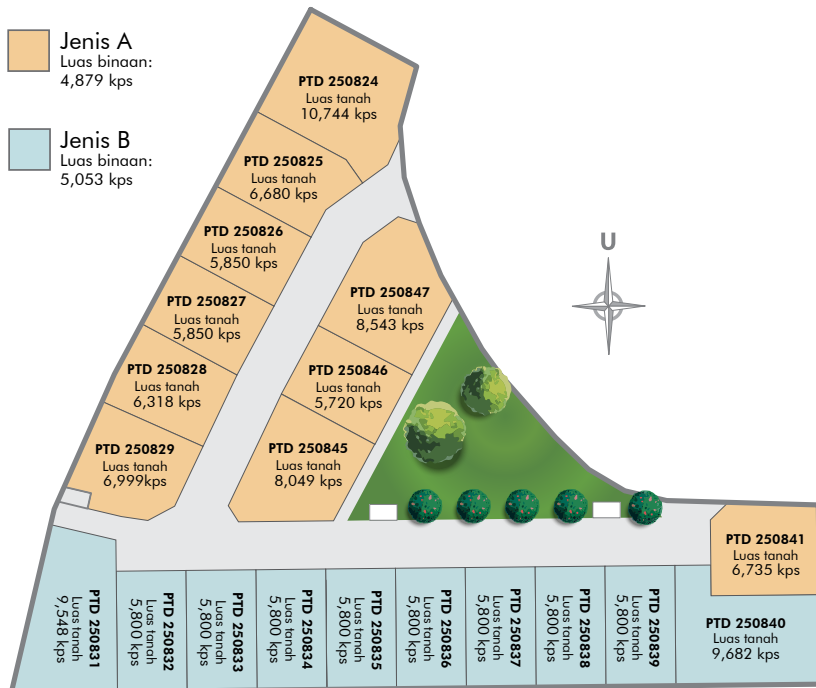 Jenis A
Luas binaan:
4,879 kps
Jenis B
Luas binaan:
5,053 kps
PTD 250824
Luas tanah
10,744 kps
PTD 250825
Luas tanah
6,680 kps
PTD 250826
Luas tanah
5,850 kps
PTD 250827
Luas tanah
5,850 kps
PTD 250828
Luas tanah
6,318 kps
PTD 250829
Luas tanah
6,999kps
U
PTD 250847
Luas tanah
8,543 kps
PTD 250846
Luas tanah
5,720 kps
PTD 250845
Luas tanah
8,049 kps
PTD 250841
Luas tanah
6,735 kps
PTD 250831
Luas tanah
9,548 kps
PTD 250832
Luas tanah
5,800 kps
PTD 250833
Luas tanah
5,800 kps
PTD 250834
Luas tanah
5,800 kps
PTD 250835
Luas tanah
5,800 kps
PTD 250836
Luas tanah
5,800 kps
PTD 250837
Luas tanah
5,800 kps
PTD 250838
Luas tanah
5,800 kps
PTD 250839
Luas tanah
5,800 kps
PTD 250840
Luas tanah
9,682 kps